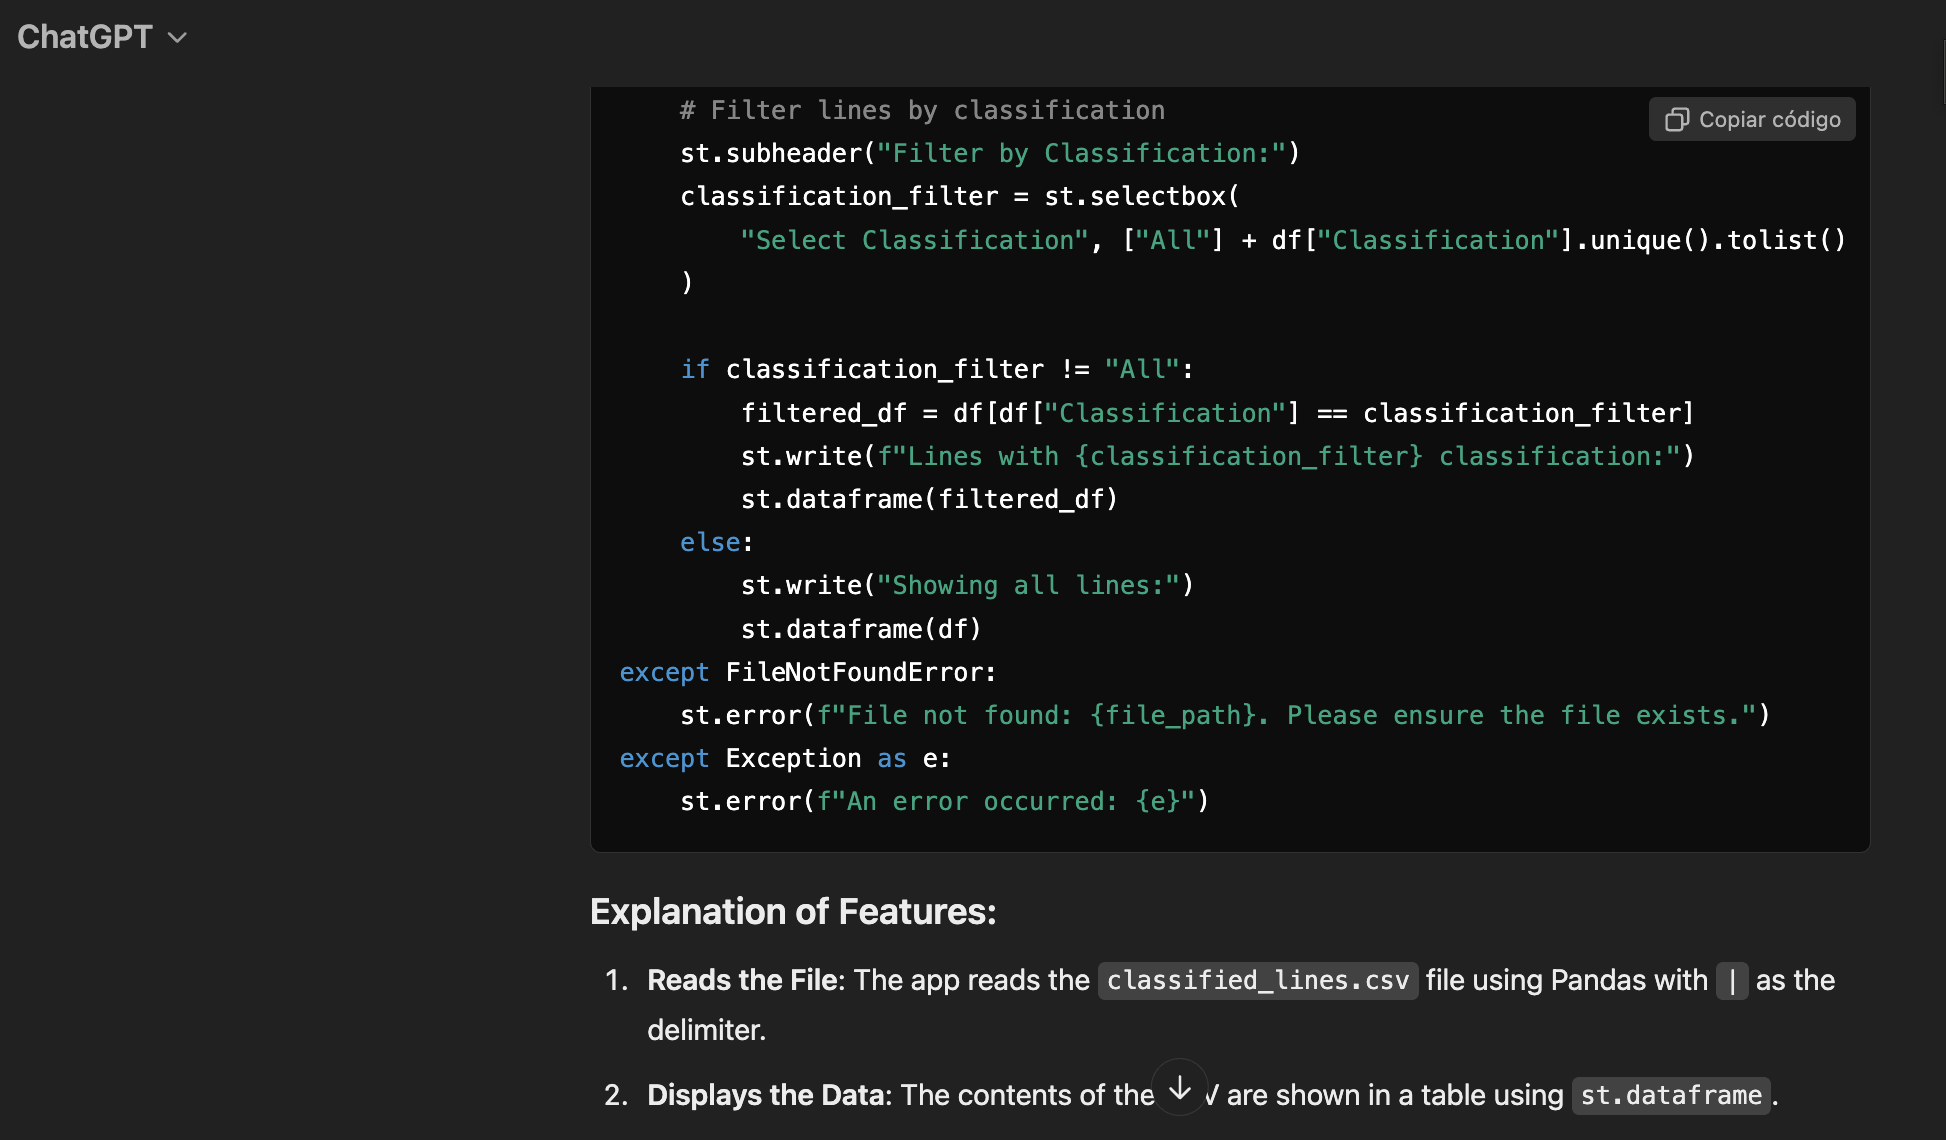 ChatGPT
# Filter lines by classification
Copiar código
st.subheader("Filter by Classification:")
classification_filter = st.selectbox(
"Select Classification", ["All"] + df["Classification"].unique().tolist()
)
if classification_filter != "All":
filtered_df = df[df["Classification"] == classification_filter]
st.write(f"Lines with {classification_filter} classification:")
st.dataframe(filtered_df)
else:
st.write("Showing all lines:")
st.dataframe(df)
except FileNotFoundError:
st.error(f"File not found: {file_path}. Please ensure the file exists.")
except Exception as e:
st.error(f"An error occurred: {e}")
Explanation of Features:
1. Reads the File: The app reads the classified_lines.csv file using Pandas with | as the
delimiter.
2. Displays the Data: The contents of the are shown in a table using st.dataframe.